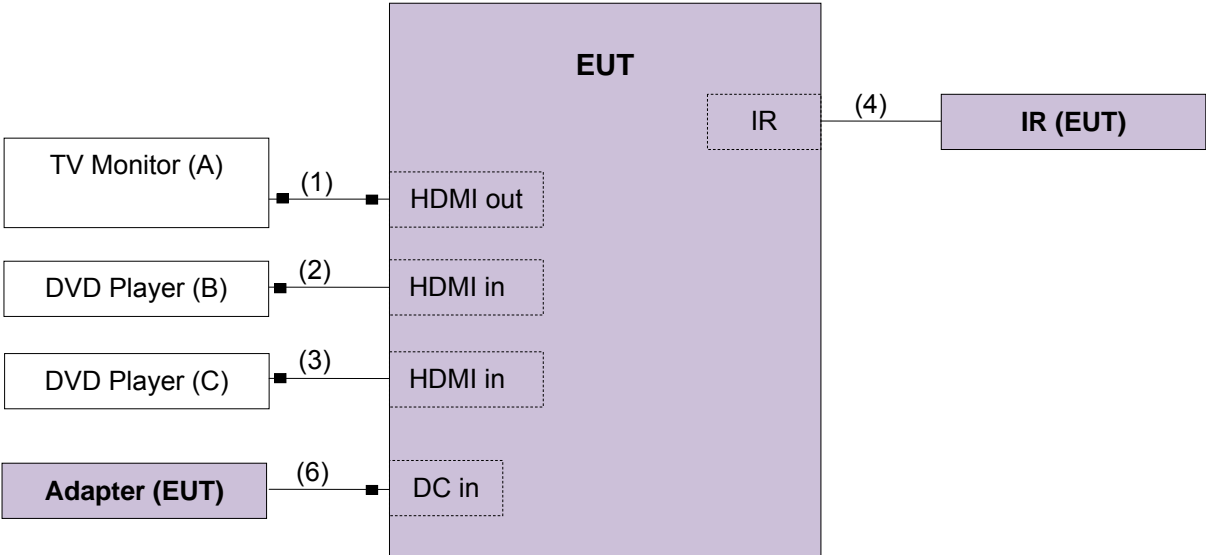 EUT
IR
(4)
IR (EUT)
TV Monitor (A)
(1)
HDMI out
DVD Player (B)
(2)
HDMI in
DVD Player (C)
(3)
HDMI in
Adapter (EUT)
(6)
DC in